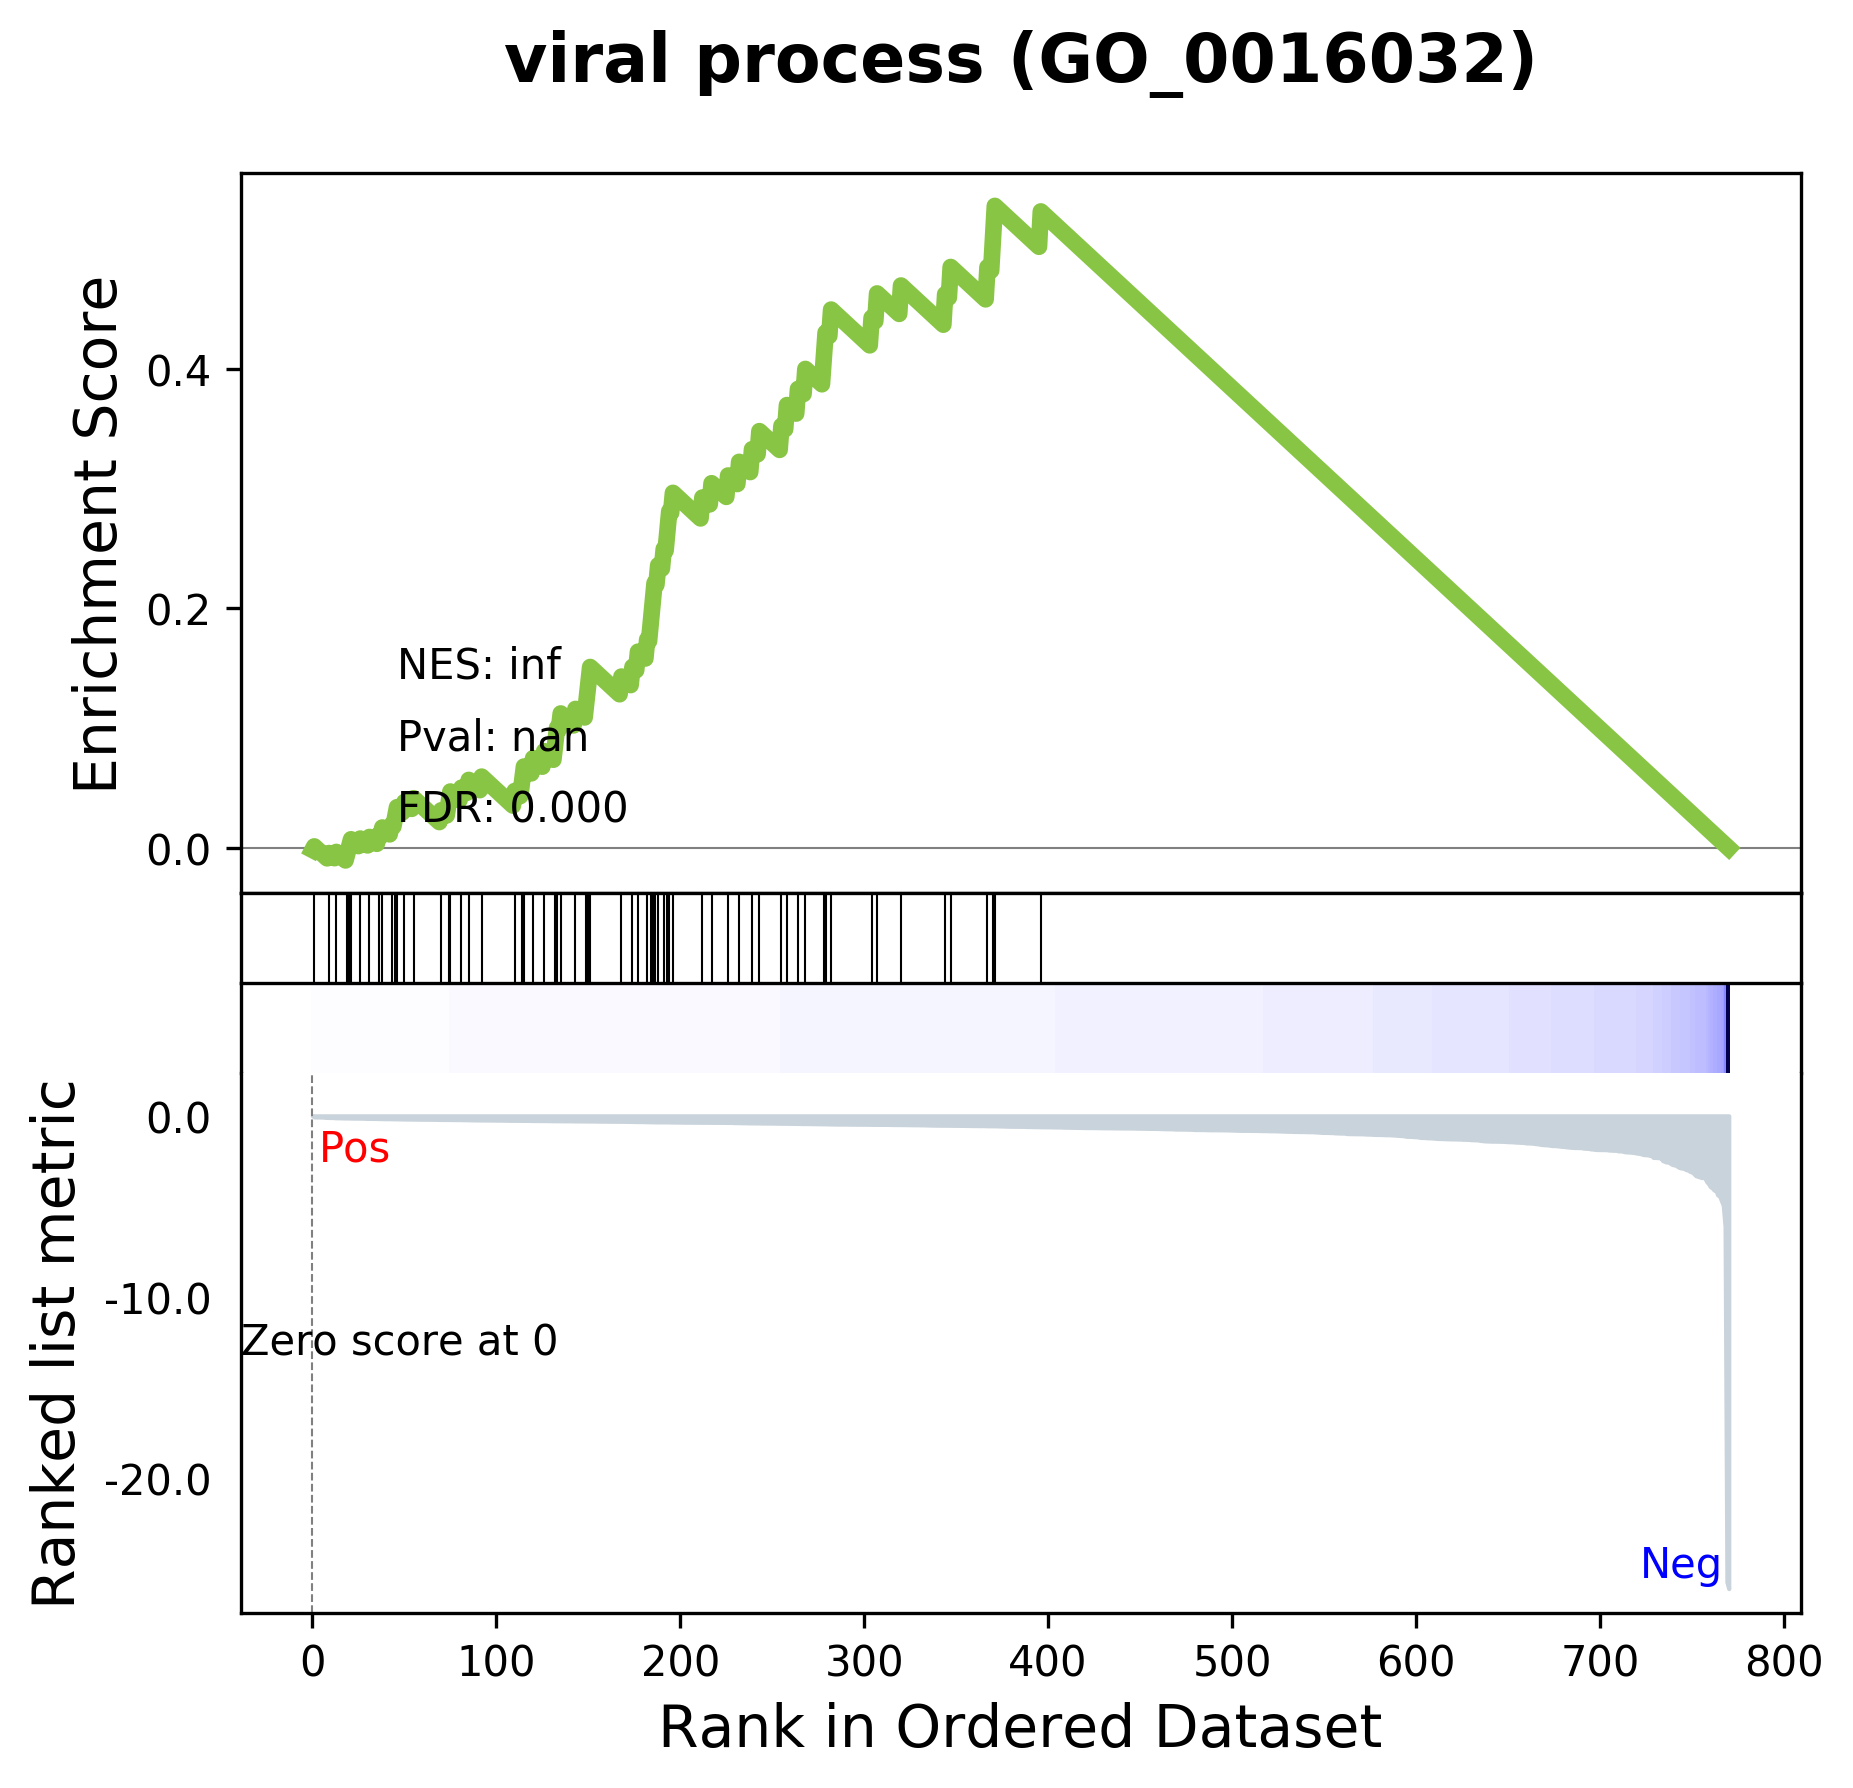 viral process (GO_0016032)
Enrichment Score
0.4
0.2
0.0
NES: inf
Pval: nan
FDR: 0.000
Ranked list metric
0.0
-10.0
-20.0
Pos
Zero score at 0
Neg
0 100 200 300 400 500 600 700 800
Rank in Ordered Dataset